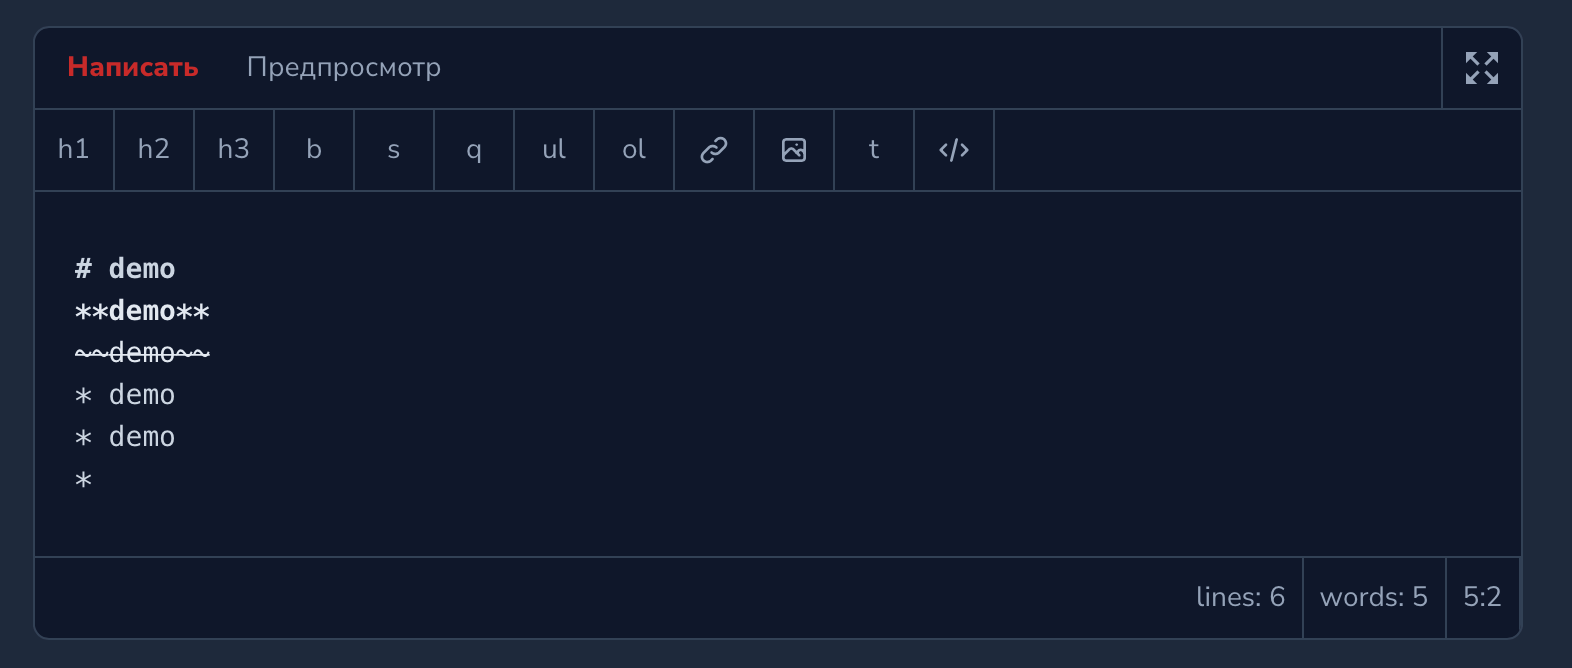 Написать Предпросмотр
h1 h2 h3 b s q ul ol t </>
# demo
**demo**
~~demo~~
* demo
* demo
*
lines: 6 words: 5 5:2